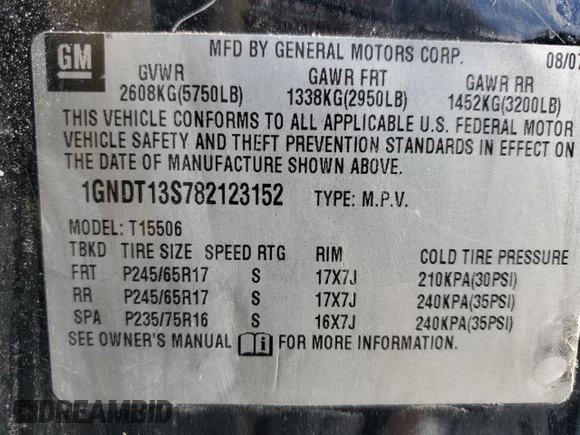 GM
MFD BY GENERAL MOTORS CORP. 08/07
GVWR GAWR FRT GAWR RR
2608KG(5750LB) 1338KG(2950LB) 1452KG(3200LB)
THIS VEHICLE CONFORMS TO ALL APPLICABLE U.S. FEDERAL MOTOR
VEHICLE SAFETY AND THEFT PREVENTION STANDARDS IN EFFECT ON
THE DATE OF MANUFACTURE SHOWN ABOVE.
1GNDT13S782123152 TYPE: M.P.V.
MODEL: T15506
TBKD TIRE SIZE SPEED RTG RIM COLD TIRE PRESSURE
FRT P245/65R17 S 17X7J 210KPA(30PSI)
RR P245/65R17 S 17X7J 240KPA(35PSI)
SPA P235/75R16 S 16X7J 240KPA(35PSI)
SEE OWNER'S MANUAL FOR MORE INFORMATION.
DREAMBID